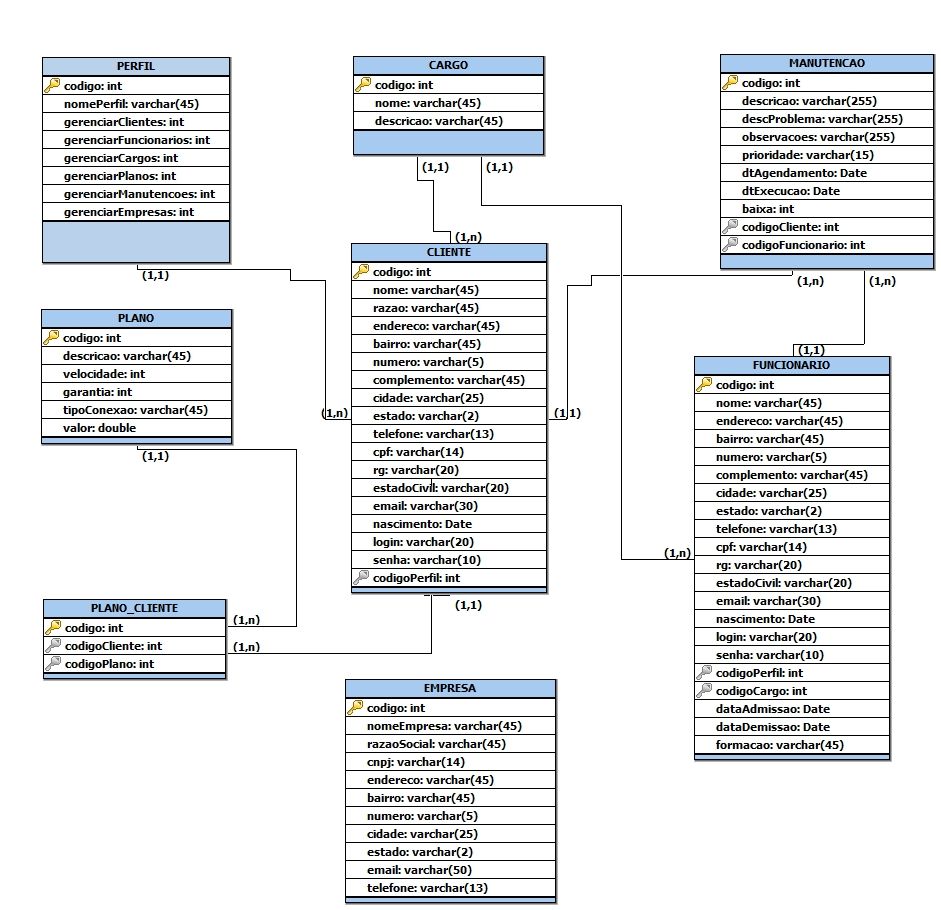 PERFIL
codigo: int
nomePerfil: varchar(45)
gerenciarClientes: int
gerenciarFuncionarios: int
gerenciarCargos: int
gerenciarPlanos: int
gerenciarManutencoes: int
gerenciarEmpresas: int
(1,1)
CARGO
codigo: int
nome: varchar(45)
descricao: varchar(45)
(1,1)
(1,1)
MANUTENCAO
codigo: int
descricao: varchar(255)
descProblema: varchar(255)
observacoes: varchar(255)
prioridade: varchar(15)
dtAgendamento: Date
dtExecucao: Date
baixa: int
codigoCliente: int
codigoFuncionario: int
(1,n)
(1,n)
PLANO
codigo: int
descricao: varchar(45)
velocidade: int
garantia: int
tipoConexao: varchar(45)
valor: double
(1,1)
(1,n)
CLIENTE
codigo: int
nome: varchar(45)
razao: varchar(45)
endereco: varchar(45)
bairro: varchar(45)
numero: varchar(5)
complemento: varchar(45)
cidade: varchar(25)
(1,n)
estado: varchar(2)
(1,1)
telefone: varchar(13)
cpf: varchar(14)
rg: varchar(20)
estadoCivil: varchar(20)
email: varchar(30)
nascimento: Date
login: varchar(20)
senha: varchar(10)
codigoPerfil: int
(1,1)
(1,1)
FUNCIONARIO
codigo: int
nome: varchar(45)
endereco: varchar(45)
bairro: varchar(45)
numero: varchar(5)
complemento: varchar(45)
cidade: varchar(25)
estado: varchar(2)
telefone: varchar(13)
cpf: varchar(14)
(1,n)
rg: varchar(20)
estadoCivil: varchar(20)
email: varchar(30)
nascimento: Date
login: varchar(20)
senha: varchar(10)
codigoPerfil: int
codigoCargo: int
dataAdmissao: Date
dataDemissao: Date
formacao: varchar(45)
PLANO_CLIENTE
codigo: int
codigoCliente: int
codigoPlano: int
(1,n)
(1,n)
EMPRESA
codigo: int
nomeEmpresa: varchar(45)
razaoSocial: varchar(45)
cnpj: varchar(14)
endereco: varchar(45)
bairro: varchar(45)
numero: varchar(5)
cidade: varchar(25)
estado: varchar(2)
email: varchar(50)
telefone: varchar(13)